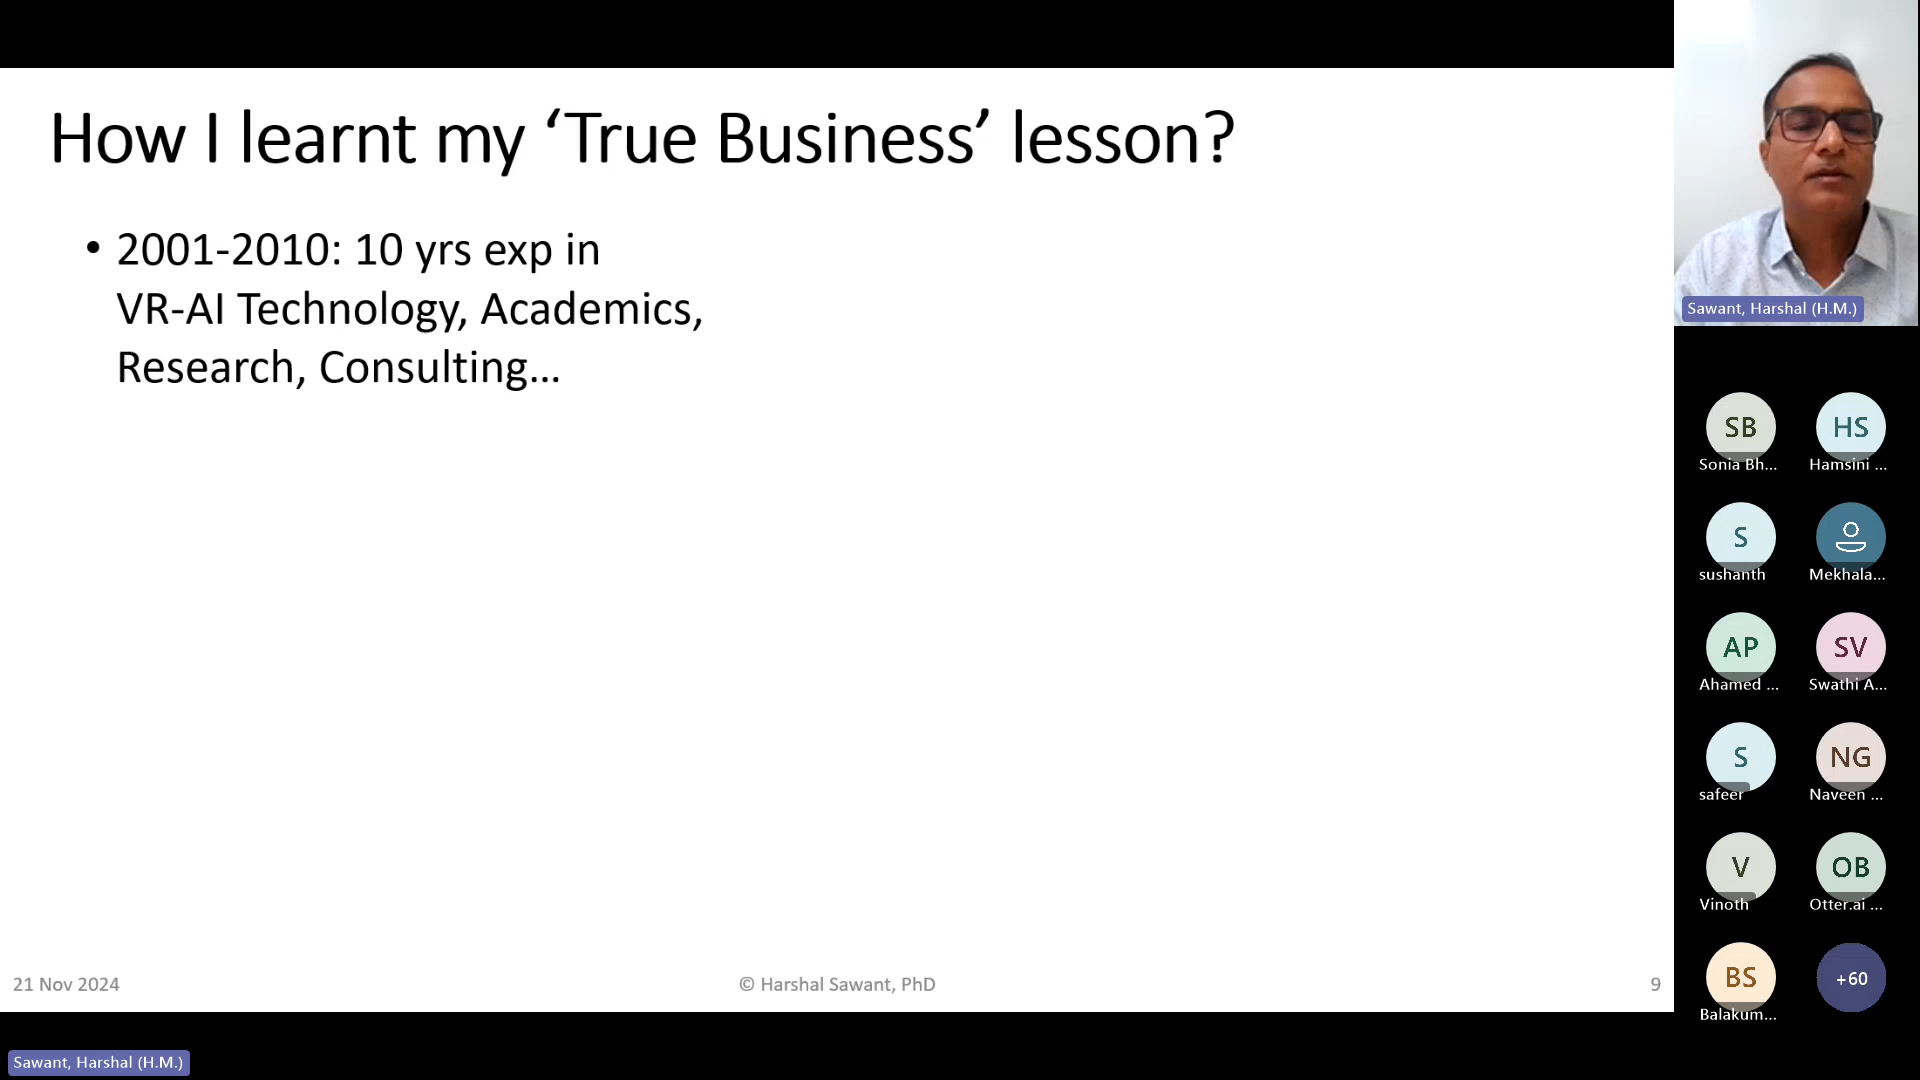 How I learnt my ‘True Business’ lesson?
• 2001-2010: 10 yrs exp in
VR-AI Technology, Academics,
Research, Consulting…
21 Nov 2024
© Harshal Sawant, PhD
9
Sawant, Harshal (H.M.)
Sawant, Harshal (H.M.)
SB
HS
Sonia Bh...
Hamsini ...
S
sushanth
Mekhala...
AP
SV
Ahamed ...
Swathi A...
S
NG
safeer
Naveen ...
V
OB
Vinoth
Otter.ai ...
BS
+60
Balakum...